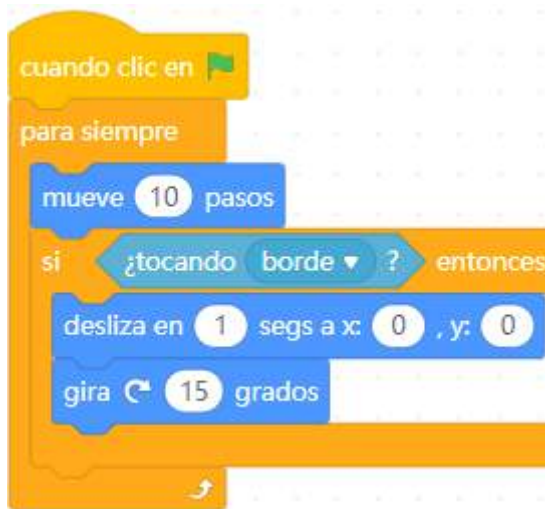 cuando clic en
para siempre
mueve 10 pasos
si ¿tocando borde ? entonces
desliza en 1 segs a x: 0 , y: 0
gira 15 grados